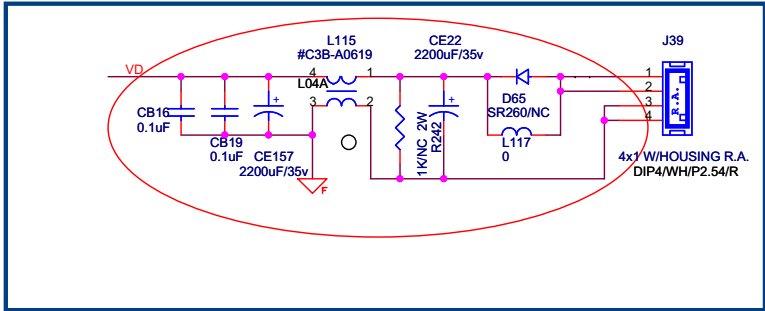 L115
#C3B-A0619
CE22
2200uF/35v
J39
VD
4
1
L04A
3
2
CB16
0.1uF
CB19
0.1uF
CE157
2200uF/35v
F
1K/NC 2W
R242
D65
SR260/NC
L117
0
1
2
3
4
R.A.
4x1 W/HOUSING R.A.
DIP4/WH/P2.54/R